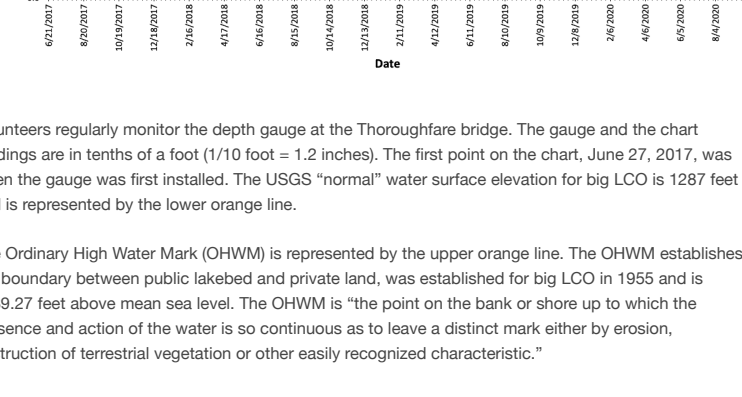 6/21/2017
8/20/2017
10/19/2017
12/18/2017
2/16/2018
4/17/2018
6/16/2018
8/15/2018
10/14/2018
12/13/2018
2/11/2019
4/12/2019
6/11/2019
8/10/2019
10/9/2019
12/8/2019
2/6/2020
4/6/2020
6/5/2020
8/4/2020
Date
unteers regularly monitor the depth gauge at the Thoroughfare bridge. The gauge and the chart
dings are in tenths of a foot (1/10 foot = 1.2 inches). The first point on the chart, June 27, 2017, was
en the gauge was first installed. The USGS “normal” water surface elevation for big LCO is 1287 feet
is represented by the lower orange line.
Ordinary High Water Mark (OHWM) is represented by the upper orange line. The OHWM establishes
boundary between public lakebed and private land, was established for big LCO in 1955 and is
9.27 feet above mean sea level. The OHWM is “the point on the bank or shore up to which the
sence and action of the water is so continuous as to leave a distinct mark either by erosion,
truction of terrestrial vegetation or other easily recognized characteristic.”